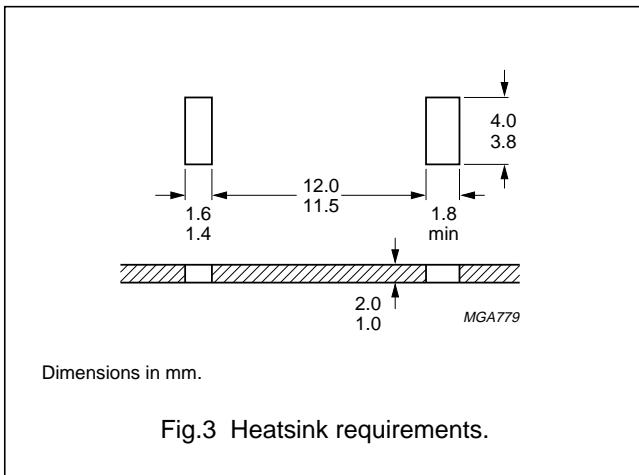 4.0
3.8
12.0
11.5
1.6
1.4
1.8
min
2.0
1.0
MGA779
Dimensions in mm.
Fig.3 Heatsink requirements.